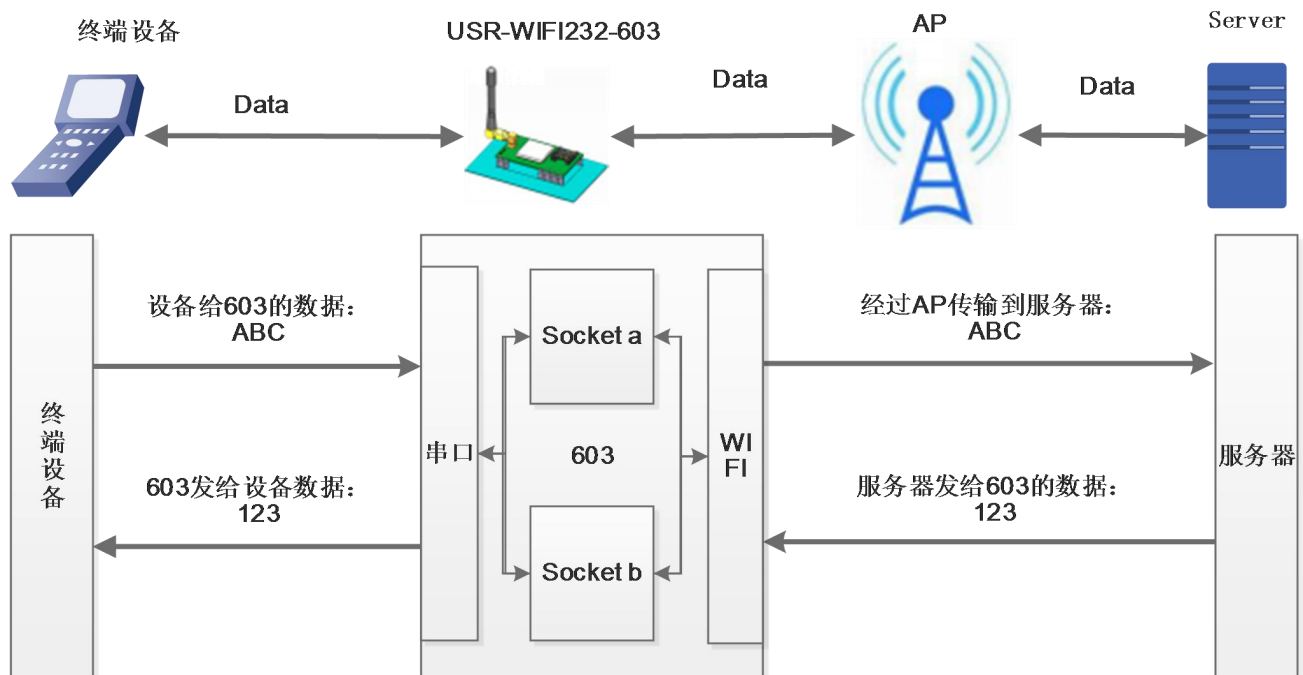 终端设备
USR-WIFI232-603
AP
Server
Data
Data
Data
设备给603的数据：
ABC
经过AP传输到服务器：
ABC
Socket a
终端设备
串口
603
WI
FI
服务器
603发给设备数据：
123
服务器发给603的数据：
123
Socket b